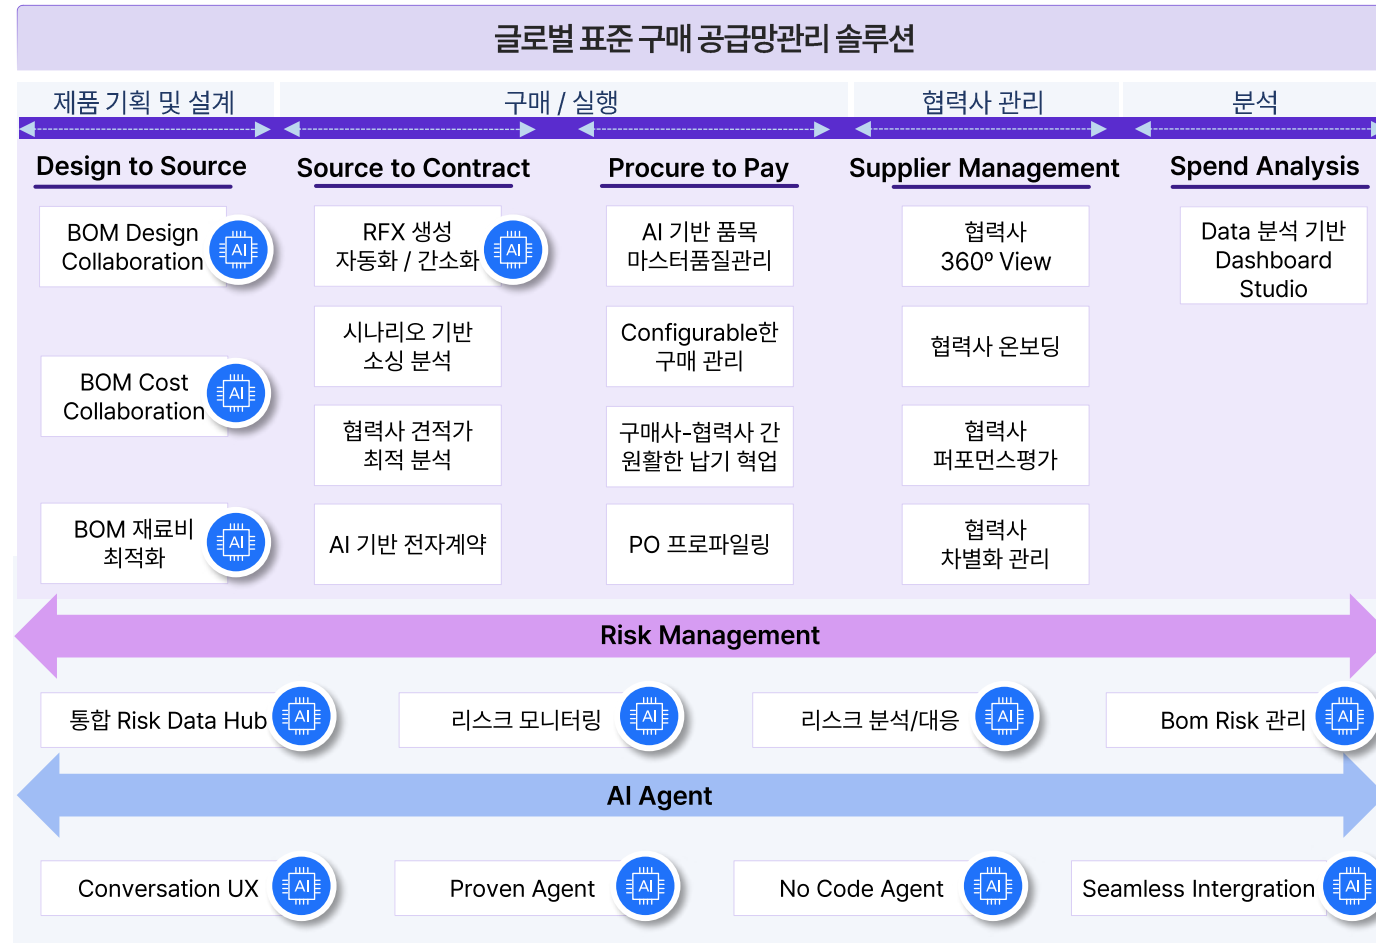 글로벌 표준 구매 공급망관리 솔루션
제품 기획 및 설계
구매 / 실행
협력사 관리
분석
Design to Source
Source to Contract
Procure to Pay
Supplier Management
Spend Analysis
BOM Design
Collaboration
AI
BOM Cost
Collaboration
AI
BOM 재료비
최적화
AI
RFX 생성
자동화 / 간소화
AI
시나리오 기반
소싱 분석
협력사 견적가
최적 분석
AI 기반 전자계약
AI 기반 품목
마스터품질관리
Configurable한
구매 관리
구매사-협력사 간
원활한 납기 혁업
PO 프로파일링
협력사
360º View
협력사 온보딩
협력사
퍼포먼스평가
협력사
차별화 관리
Data 분석 기반
Dashboard
Studio
Risk Management
통합 Risk Data Hub
AI
리스크 모니터링
AI
리스크 분석/대응
AI
Bom Risk 관리
AI
AI Agent
Conversation UX
AI
Proven Agent
AI
No Code Agent
AI
Seamless Intergration
AI